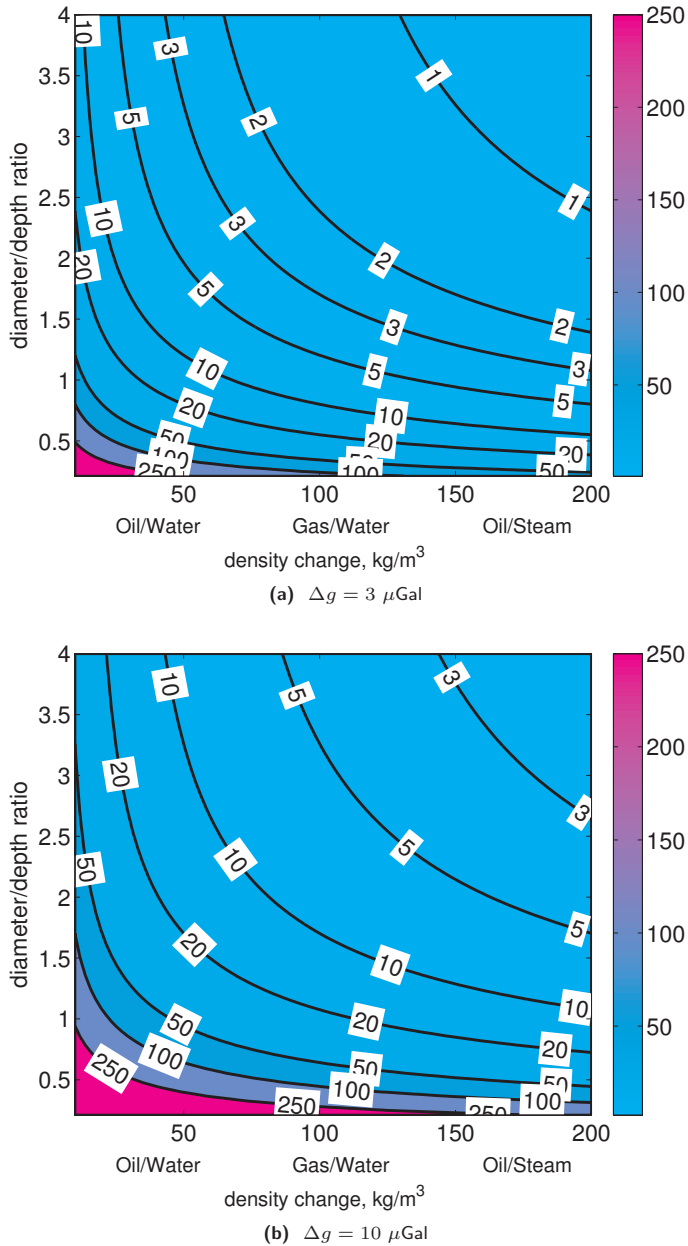 4 250
10 3 1
3.5
5 2
3 200
2.5 1
10 3
20 2
2 150
5
2
1.5 3
10 5 3
1 20 10 5
100
50 20 20
0.5 100 50 50
250 100
50
diameter/depth ratio
50 100 150 200
Oil/Water Gas/Water Oil/Steam
density change, kg/m³
(a) Δg = 3 μGal
4 250
10 5 3
3.5
20
3 200
3
2.5 5
50 10
2 150
20 5
1.5
10
50 20 10
1
100 20
100
250 50
0.5 100 50
250 100
250
50
diameter/depth ratio
50 100 150 200
Oil/Water Gas/Water Oil/Steam
density change, kg/m³
(b) Δg = 10 μGal